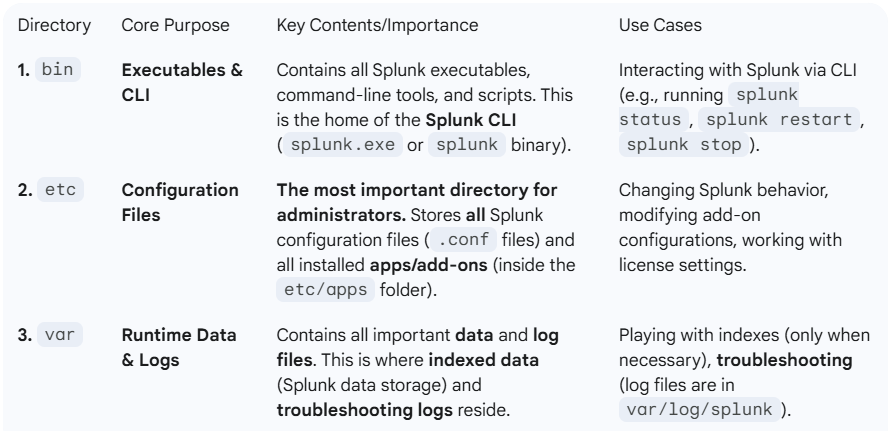 Directory Core Purpose Key Contents/Importance Use Cases
1. bin
Executables &
CLI
Contains all Splunk executables,
command-line tools, and scripts. This
is the home of the Splunk CLI
( splunk.exe or splunk binary).
Interacting with Splunk via CLI
(e.g., running splunk
status , splunk restart ,
splunk stop ).
2. etc
Configuration
Files
The most important directory for
administrators. Stores all Splunk
configuration files ( .conf files) and
all installed apps/add-ons (inside the
etc/apps folder).
Changing Splunk behavior,
modifying add-on
configurations, working with
license settings.
3. var
Runtime Data
& Logs
Contains all important data and log
files. This is where indexed data
(Splunk data storage) and
troubleshooting logs reside.
Playing with indexes (only when
necessary), troubleshooting
(log files are in
var/log/splunk ).